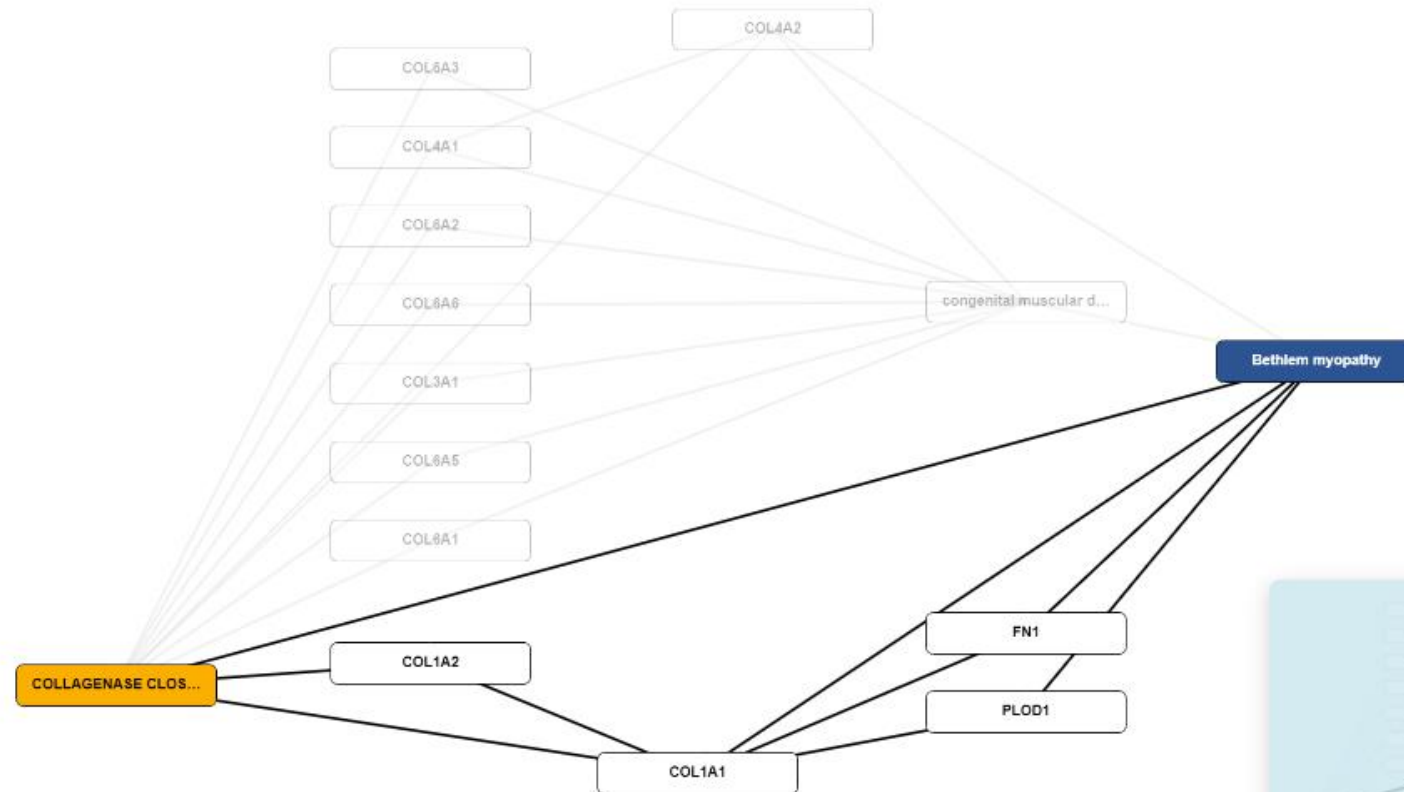 COL4A2
COL6A3
COL4A1
COL6A2
COL6A6
congenital muscular d...
COL3A1
Bethlem myopathy
COL6A5
COL6A1
FN1
COL1A2
COLLAGENASE CLOS...
PLOD1
COL1A1